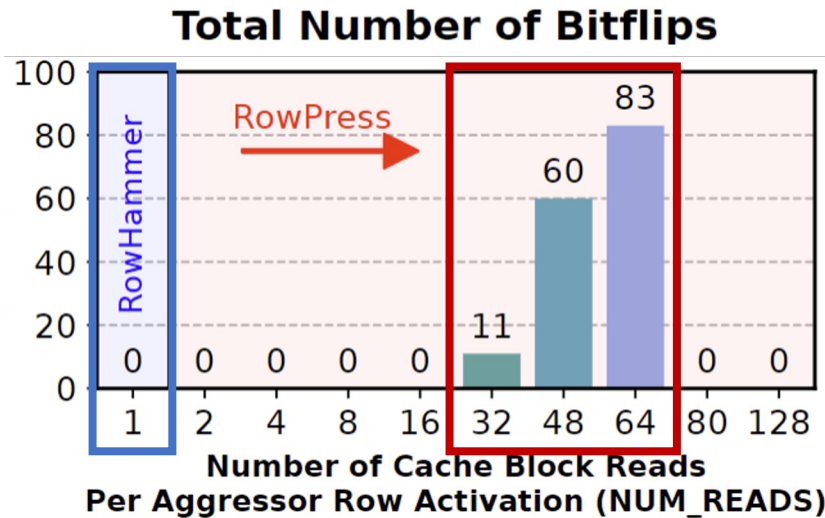 Total Number of Bitflips
100
80
60
40
20
0
RowHammer
RowPress
0 0 0 0 0 11 60 83 0 0
1 2 4 8 16 32 48 64 80 128
Number of Cache Block Reads
Per Aggressor Row Activation (NUM_READS)